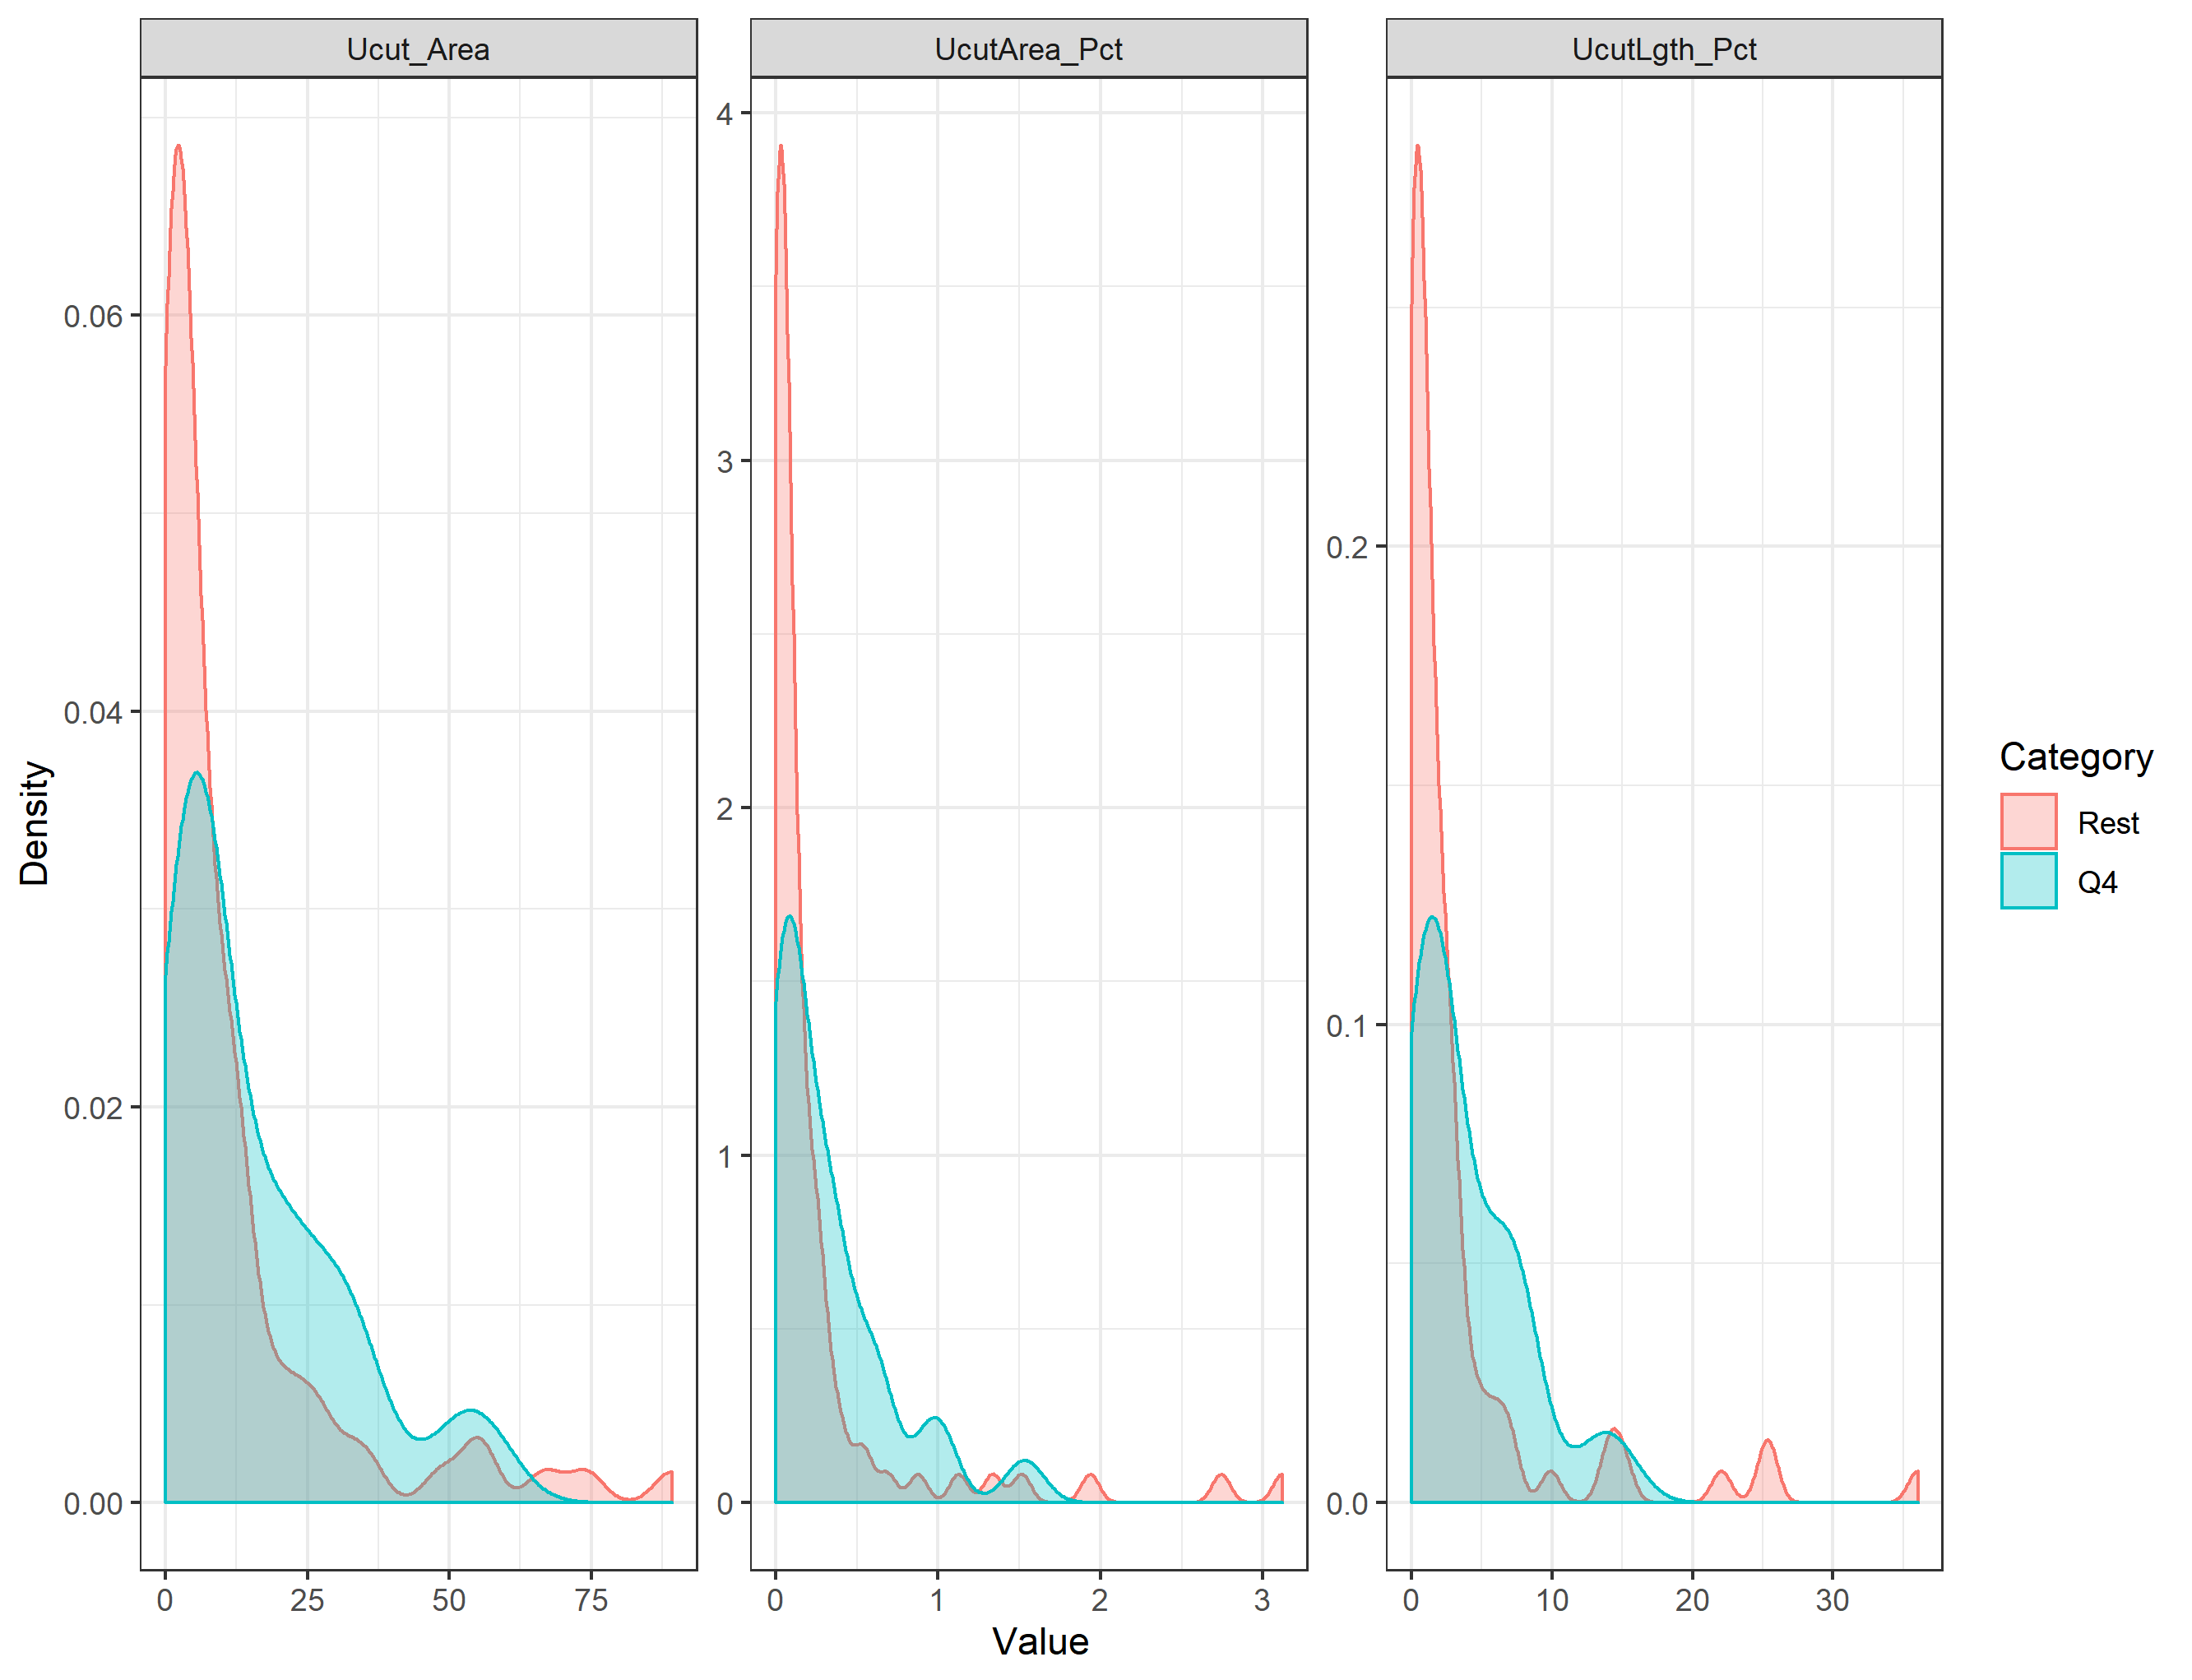 Ucut_Area
UcutArea_Pct
UcutLgth_Pct
Density
0.06
0.04
0.02
0.00
4
3
2
1
0
0.2
0.1
0.0
0 25 50 75
0 1 2 3
0 10 20 30
Value
Category
Rest
Q4